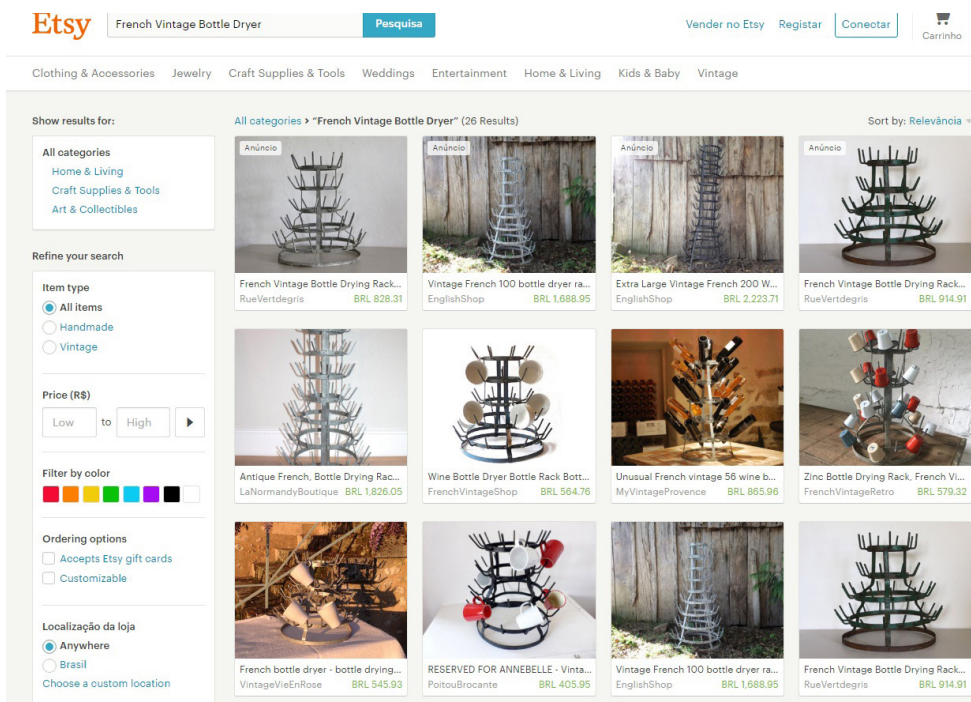 Etsy
French Vintage Bottle Dryer
Pesquisa
Vender no Etsy Registar Conectar
Carrinho
Clothing & Accessories Jewelry Craft Supplies & Tools Weddings Entertainment Home & Living Kids & Baby Vintage
Show results for:
All categories
Home & Living
Craft Supplies & Tools
Art & Collectibles
Refine your search
Item type
All items
Handmade
Vintage
Price (R$)
Low to High
Filter by color
Ordering options
Accepts Etsy gift cards
Customizable
Localização da loja
Anywhere
Brasil
Choose a custom location
All categories > "French Vintage Bottle Dryer" (26 Results)
Sort by: Relevância
Anúncio
French Vintage Bottle Drying Rack...
RueVertdegris BRL 828.31
Anúncio
Vintage French 100 bottle dryer ra...
EnglishShop BRL 1,688.95
Anúncio
Extra Large Vintage French 200 W...
EnglishShop BRL 2,223.71
Anúncio
French Vintage Bottle Drying Rack...
RueVertdegris BRL 914.91
Antique French, Bottle Drying Rac...
LaNormandyBoutique BRL 1,826.05
Wine Bottle Dryer Bottle Rack Bott...
FrenchVintageShop BRL 564.76
Unusual French vintage 56 wine b...
MyVintageProvence BRL 865.96
Zinc Bottle Drying Rack, French Vi...
FrenchVintageRetro BRL 579.32
French bottle dryer - bottle drying...
VintageVieEnRose BRL 545.93
RESERVED FOR ANNEBELLE - Vinta...
PoitouBrocante BRL 405.95
Vintage French 100 bottle dryer ra...
EnglishShop BRL 1,688.95
French Vintage Bottle Drying Rack...
RueVertdegris BRL 914.91